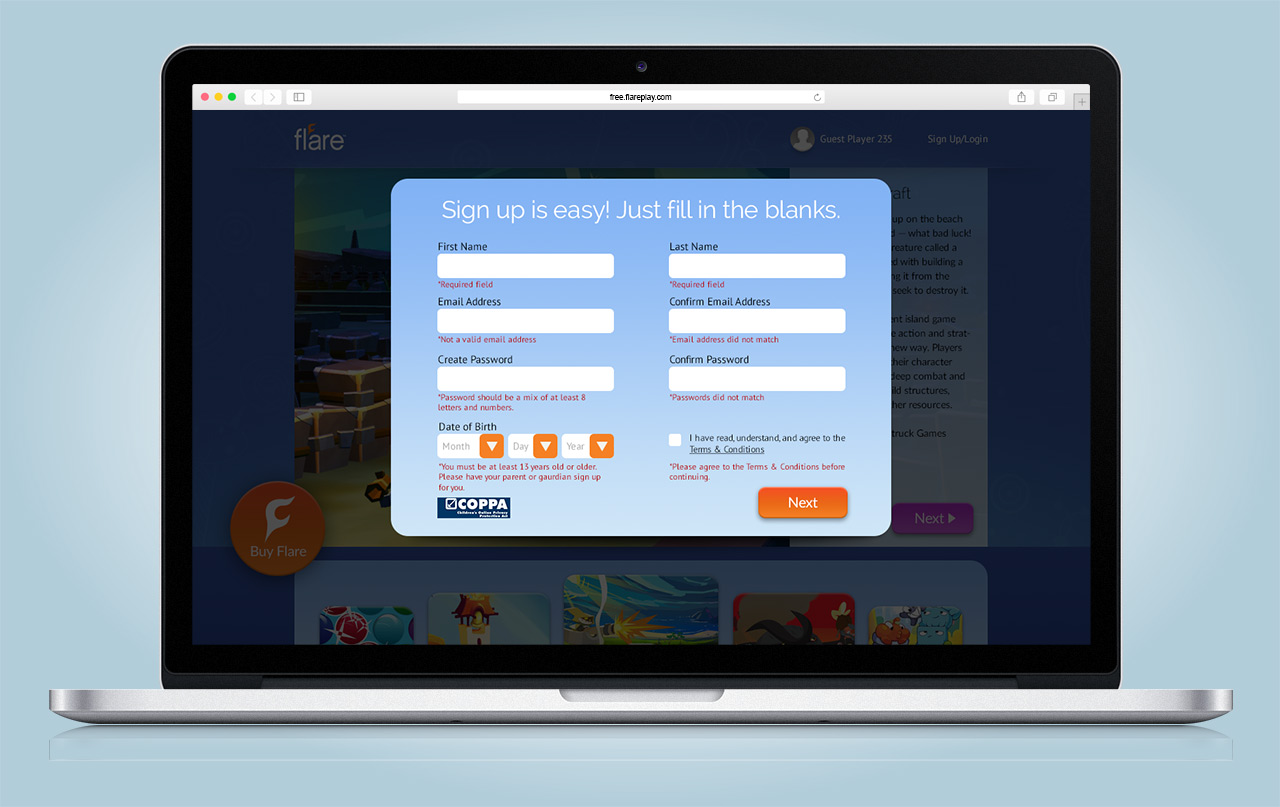 free.flareplay.com
flare
Guest Player 235
Sign Up/Login
Sign up is easy! Just fill in the blanks.
First Name
*Required field
Last Name
*Required field
Email Address
*Not a valid email address
Confirm Email Address
*Email address did not match
Create Password
*Password should be a mix of at least 8
letters and numbers.
Confirm Password
*Passwords did not match
Date of Birth
Month
Day
Year
*You must be at least 13 years old or older.
Please have your parent or gaurdian sign up
for you.
COPPA
Children's Online Privacy
Protection Act
I have read, understand, and agree to the
Terms & Conditions
*Please agree to the Terms & Conditions before
continuing.
Next
aft
up on the beach
d — what bad luck!
reature called a
ed with building a
ng it from the
seek to destroy it.
ent island game
e action and strat-
new way. Players
heir character
deep combat and
ild structures,
her resources.
truck Games
Next
Buy Flare